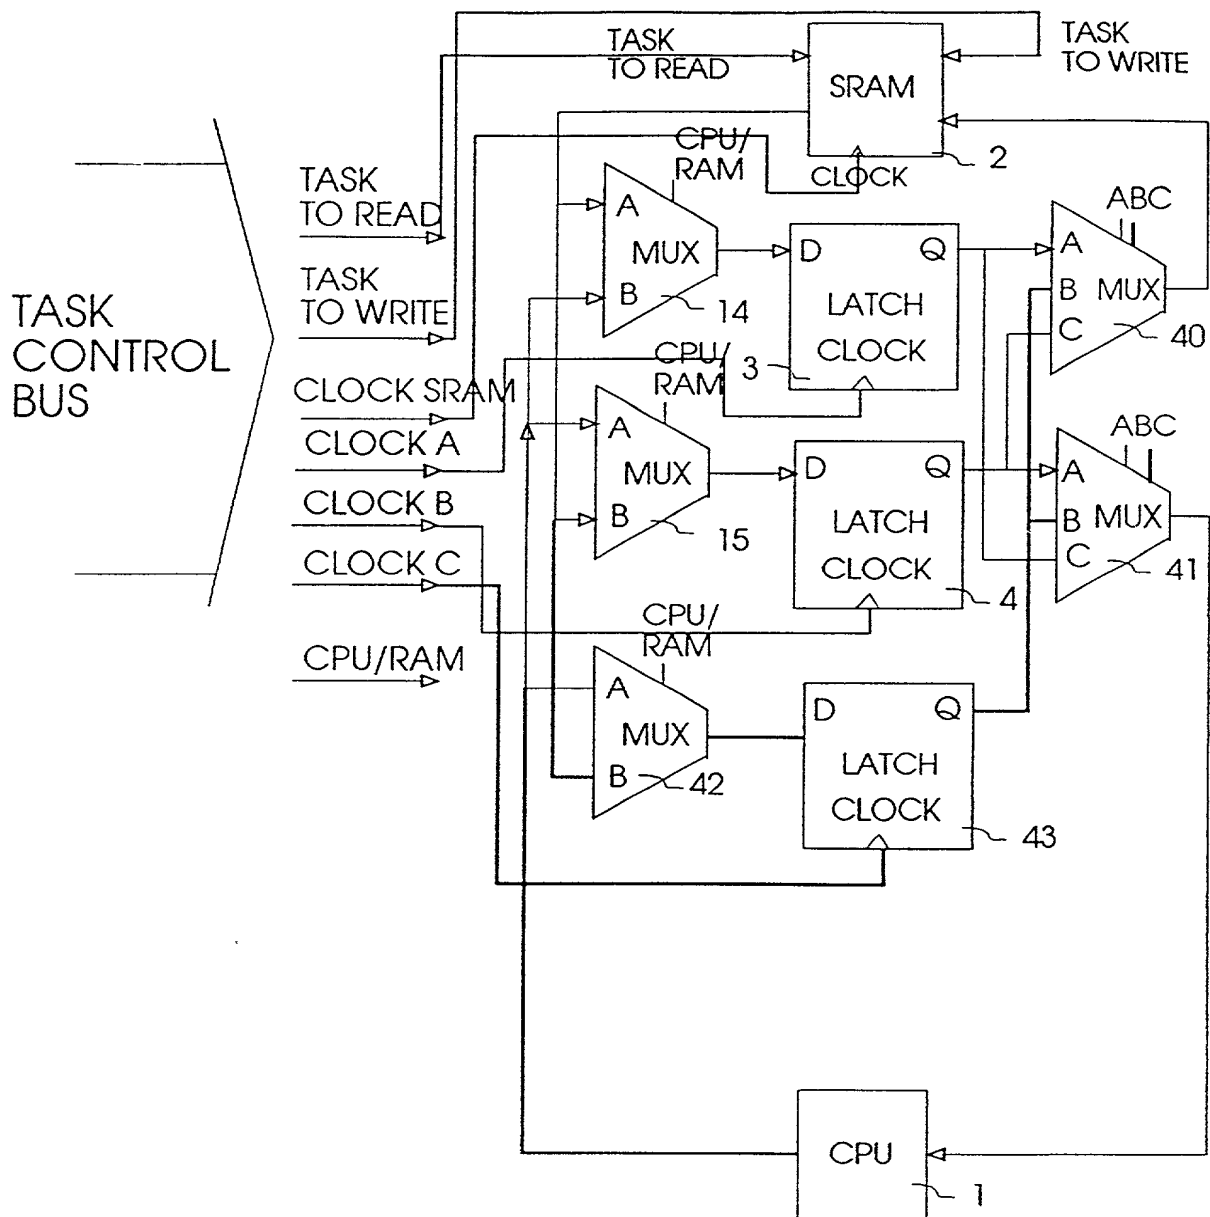 TASK
TO READ
SRAM
2
CLOCK
TASK
TO WRITE
TASK
CONTROL
BUS
TASK
TO READ
TASK
TO WRITE
CLOCK SRAM
CLOCK A
CLOCK B
CLOCK C
CPU/RAM
CPU/
RAM
A
MUX
B
14
D
Q
LATCH
CLOCK
3
ABC
A
B
MUX
C
40
CPU/
RAM
A
MUX
B
15
D
Q
LATCH
CLOCK
4
ABC
A
B
MUX
C
41
CPU/
RAM
A
MUX
B
42
D
Q
LATCH
CLOCK
43
CPU
1